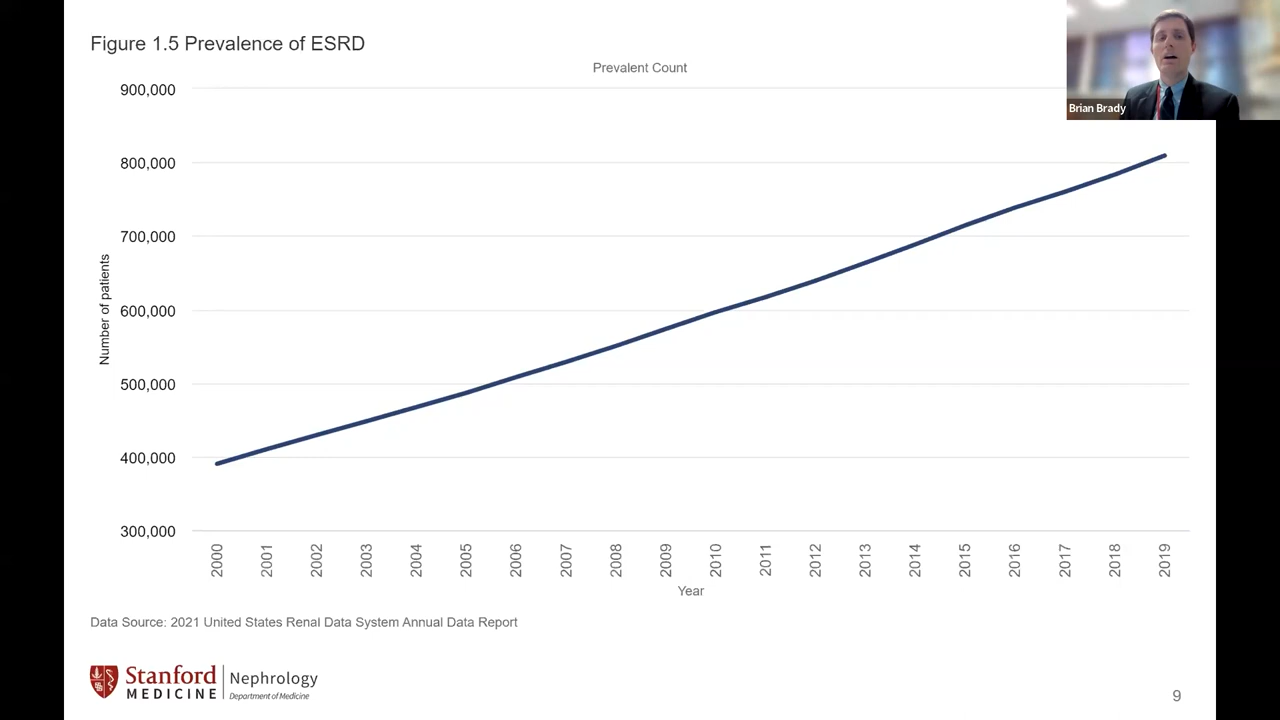 Figure 1.5 Prevalence of ESRD
Prevalent Count
Brian Brady
900,000
800,000
700,000
600,000
500,000
400,000
300,000
Number of patients
2000
2001
2002
2003
2004
2005
2006
2007
2008
2009
2010
2011
2012
2013
2014
2015
2016
2017
2018
2019
Year
Data Source: 2021 United States Renal Data System Annual Data Report
Stanford
MEDICINE
Nephrology
Department of Medicine
9